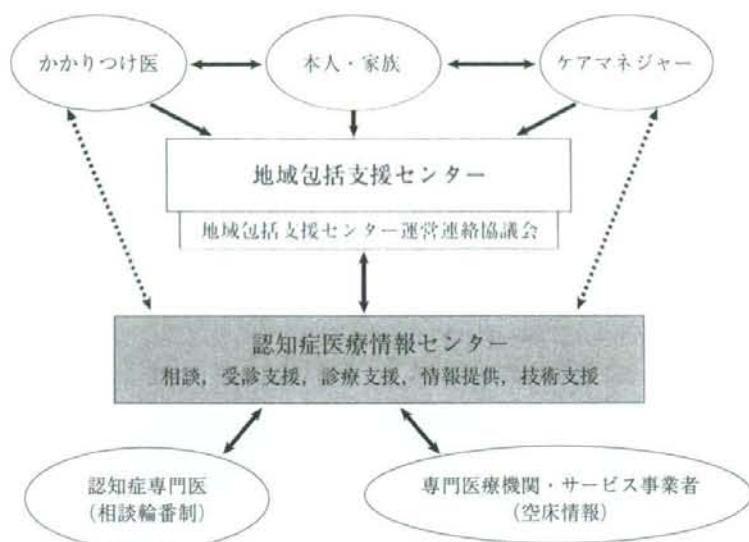 かかりつけ医
本人・家族
ケアマネジャー
地域包括支援センター
地域包括支援センター運営連絡協議会
認知症医療情報センター
相談，受診支援，診療支援，情報提供，技術支援
認知症専門医
（相談輪番制）
専門医療機関・サービス事業者
（空床情報）